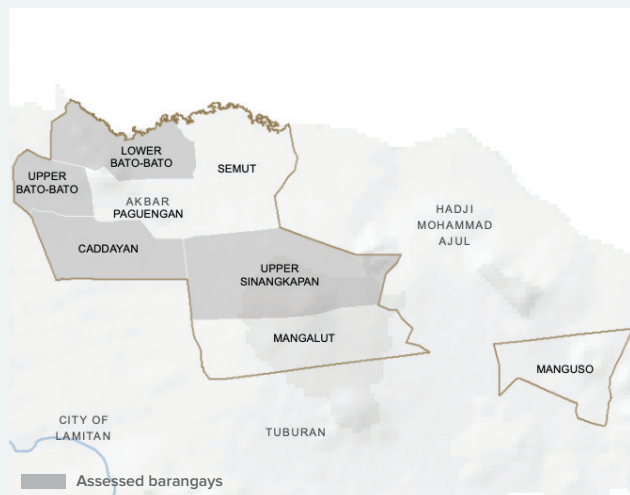 LOWER
BATO-BATO
SEMUT
UPPER
BATO-BATO
AKBAR
PAGUENGAN
HADJI
MOHAMMAD
AJUL
CADDAYAN
UPPER
SINANGKAPAN
MANGALUT
MANGUSO
CITY OF
LAMITAN
TUBURAN
Assessed barangays